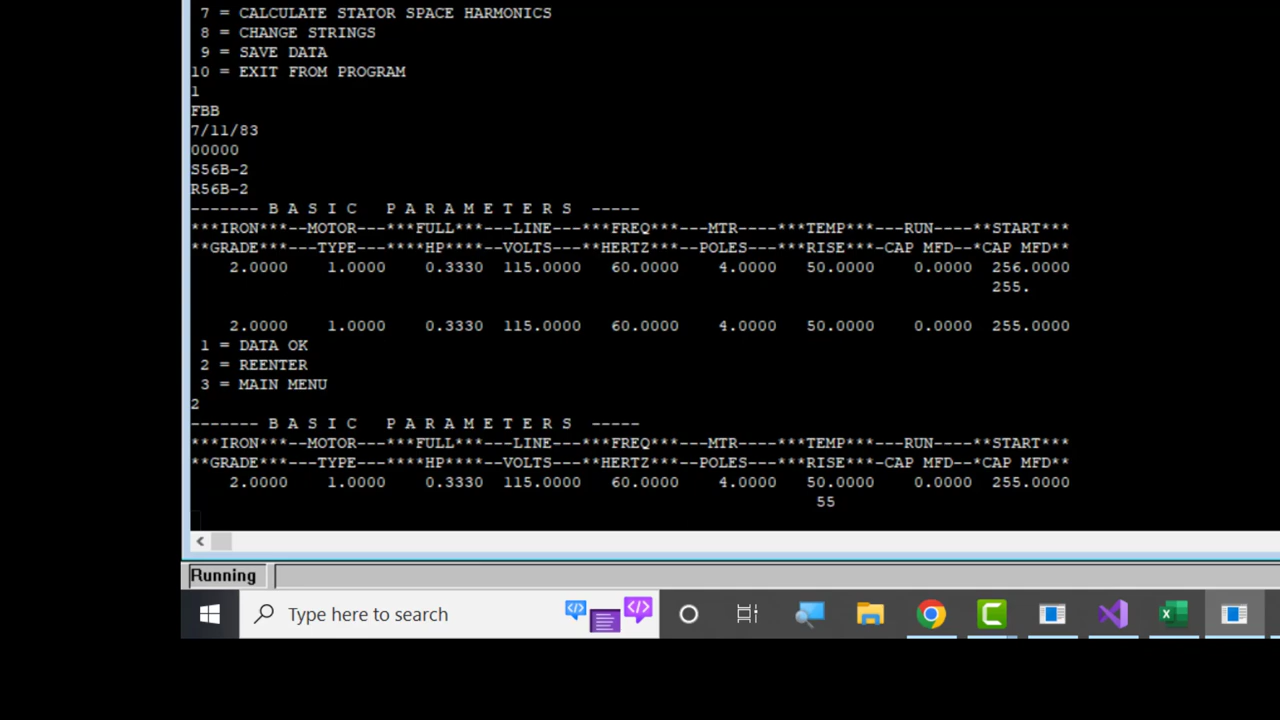 7 = CALCULATE STATOR SPACE HARMONICS
8 = CHANGE STRINGS
9 = SAVE DATA
10 = EXIT FROM PROGRAM
1
FBB
7/11/83
00000
S56B-2
R56B-2
------- B A S I C   P A R A M E T E R S  -----
***IRON***--MOTOR---***FULL***---LINE---***FREQ***---MTR----***TEMP***---RUN----**START***
**GRADE***---TYPE---****HP****--VOLTS---**HERTZ***--POLES---***RISE***-CAP MFD--*CAP MFD**
2.0000    1.0000    0.3330  115.0000   60.0000    4.0000   50.0000    0.0000  256.0000
255.
2.0000    1.0000    0.3330  115.0000   60.0000    4.0000   50.0000    0.0000  255.0000
1 = DATA OK
2 = REENTER
3 = MAIN MENU
2
------- B A S I C   P A R A M E T E R S  -----
***IRON***--MOTOR---***FULL***---LINE---***FREQ***---MTR----***TEMP***---RUN----**START***
**GRADE***---TYPE---****HP****--VOLTS---**HERTZ***--POLES---***RISE***-CAP MFD--*CAP MFD**
2.0000    1.0000    0.3330  115.0000   60.0000    4.0000   50.0000    0.0000  255.0000
55
Running
Type here to search